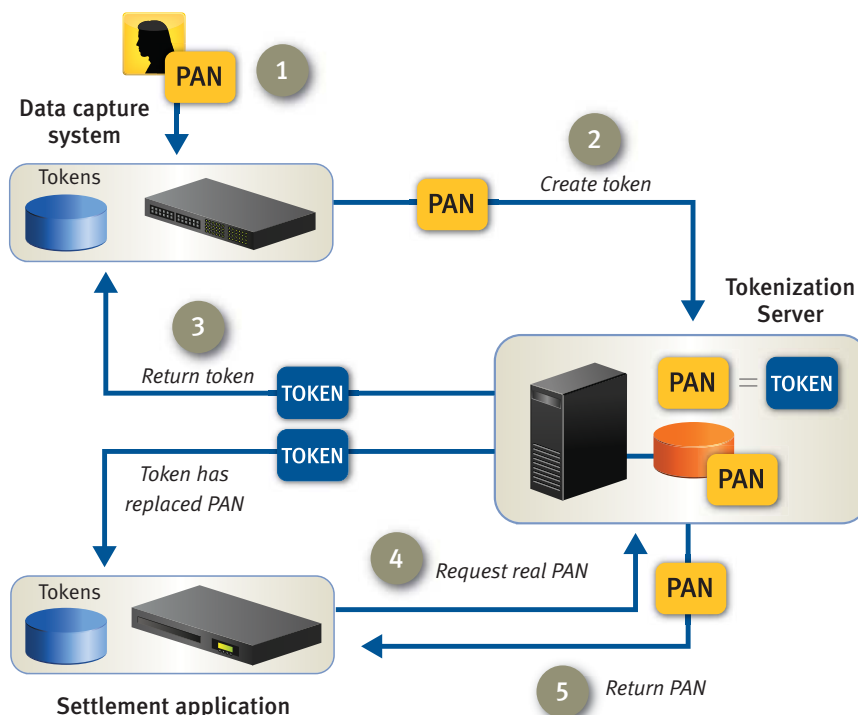 PAN
1
Data capture
system
Tokens
PAN
2
Create token
Tokenization
Server
3
Return token
TOKEN
PAN = TOKEN
TOKEN
Token has
replaced PAN
PAN
4
Request real PAN
PAN
Tokens
5
Return PAN
Settlement application